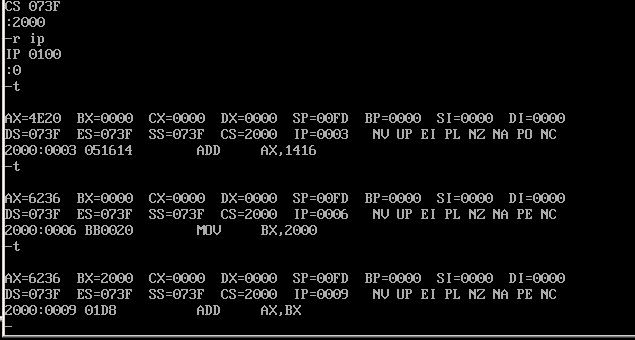 CS 073F
:2000
-r ip
IP 0100
:0
-t
AX=4E20 BX=0000 CX=0000 DX=0000 SP=00FD BP=0000 SI=0000 DI=0000
DS=073F ES=073F SS=073F CS=2000 IP=0003 NV UP EI PL NZ NA PO NC
2000:0003 051614 ADD AX,1416
-t
AX=6236 BX=0000 CX=0000 DX=0000 SP=00FD BP=0000 SI=0000 DI=0000
DS=073F ES=073F SS=073F CS=2000 IP=0006 NV UP EI PL NZ NA PE NC
2000:0006 BB0020 MOV BX,2000
-t
AX=6236 BX=2000 CX=0000 DX=0000 SP=00FD BP=0000 SI=0000 DI=0000
DS=073F ES=073F SS=073F CS=2000 IP=0009 NV UP EI PL NZ NA PE NC
2000:0009 01D8 ADD AX,BX
-